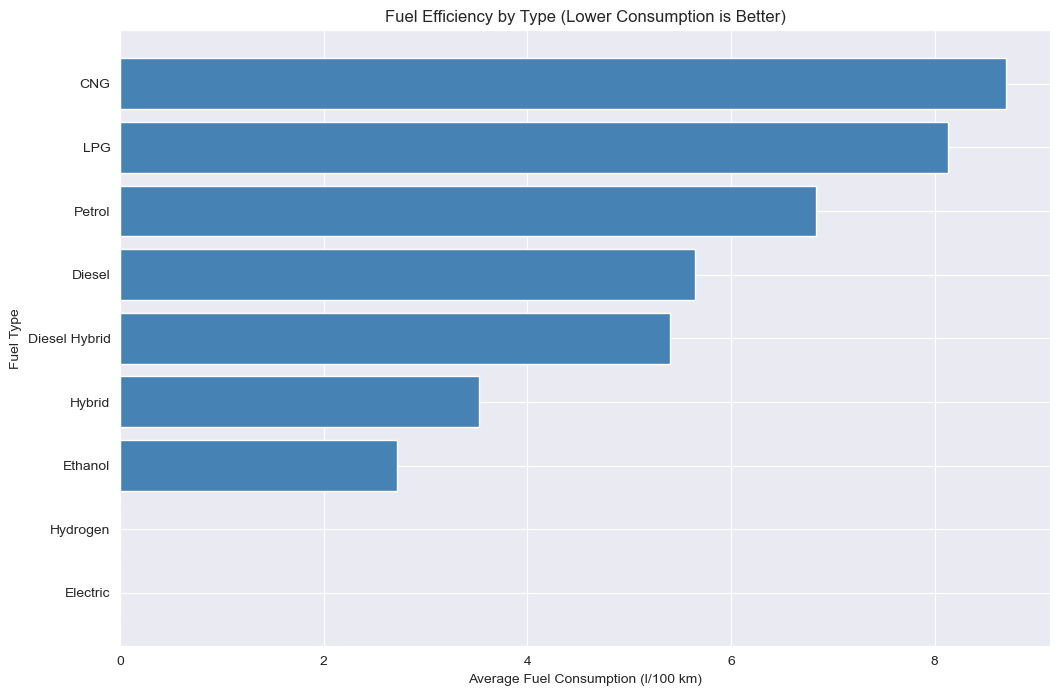 Fuel Efficiency by Type (Lower Consumption is Better)
Fuel Type
CNG
LPG
Petrol
Diesel
Diesel Hybrid
Hybrid
Ethanol
Hydrogen
Electric
0 2 4 6 8
Average Fuel Consumption (l/100 km)